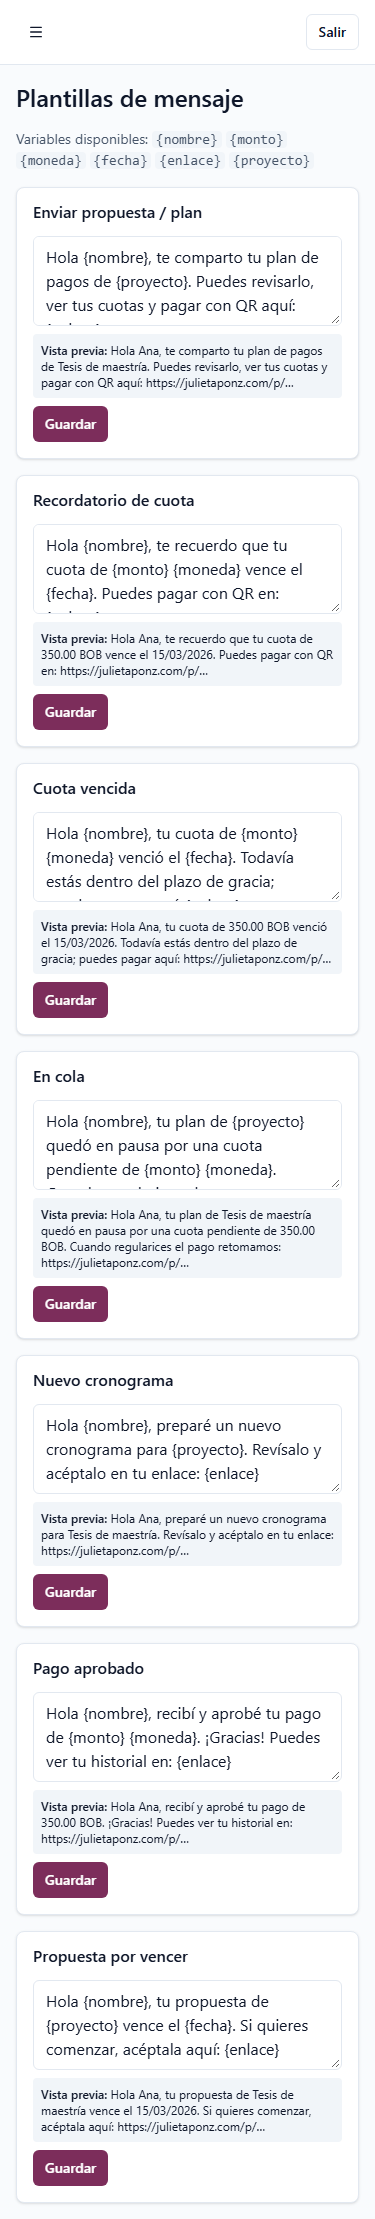 ☰
Salir
Plantillas de mensaje
Variables disponibles: {nombre} {monto}
{moneda} {fecha} {enlace} {proyecto}
Enviar propuesta / plan
Hola {nombre}, te comparto tu plan de
pagos de {proyecto}. Puedes revisarlo,
ver tus cuotas y pagar con QR aquí:
Vista previa: Hola Ana, te comparto tu plan de pagos
de Tesis de maestría. Puedes revisarlo, ver tus cuotas y
pagar con QR aquí: https://julietaponz.com/p/...
Guardar
Recordatorio de cuota
Hola {nombre}, te recuerdo que tu
cuota de {monto} {moneda} vence el
{fecha}. Puedes pagar con QR en:
Vista previa: Hola Ana, te recuerdo que tu cuota de
350.00 BOB vence el 15/03/2026. Puedes pagar con QR
en: https://julietaponz.com/p/...
Guardar
Cuota vencida
Hola {nombre}, tu cuota de {monto}
{moneda} venció el {fecha}. Todavía
estás dentro del plazo de gracia;
Vista previa: Hola Ana, tu cuota de 350.00 BOB venció
el 15/03/2026. Todavía estás dentro del plazo de
gracia; puedes pagar aquí: https://julietaponz.com/p/...
Guardar
En cola
Hola {nombre}, tu plan de {proyecto}
quedó en pausa por una cuota
pendiente de {monto} {moneda}.
Vista previa: Hola Ana, tu plan de Tesis de maestría
quedó en pausa por una cuota pendiente de 350.00
BOB. Cuando regularices el pago retomamos:
https://julietaponz.com/p/...
Guardar
Nuevo cronograma
Hola {nombre}, preparé un nuevo
cronograma para {proyecto}. Revísalo y
acéptalo en tu enlace: {enlace}
Vista previa: Hola Ana, preparé un nuevo cronograma
para Tesis de maestría. Revísalo y acéptalo en tu enlace:
https://julietaponz.com/p/...
Guardar
Pago aprobado
Hola {nombre}, recibí y aprobé tu pago
de {monto} {moneda}. ¡Gracias! Puedes
ver tu historial en: {enlace}
Vista previa: Hola Ana, recibí y aprobé tu pago de
350.00 BOB. ¡Gracias! Puedes ver tu historial en:
https://julietaponz.com/p/...
Guardar
Propuesta por vencer
Hola {nombre}, tu propuesta de
{proyecto} vence el {fecha}. Si quieres
comenzar, acéptala aquí: {enlace}
Vista previa: Hola Ana, tu propuesta de Tesis de
maestría vence el 15/03/2026. Si quieres comenzar,
acéptala aquí: https://julietaponz.com/p/...
Guardar